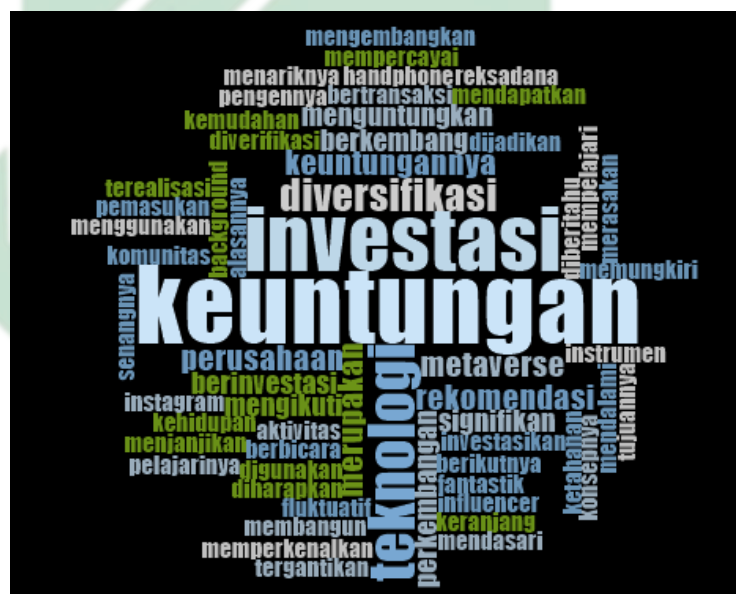 mengembangkan
mempercayai
menariknya handphone reksadana
pengennya bertransaksi mendapatkan
kemudahan menguntungkan
diverifikasi berkembang dijadikan
keuntungannya
terealisasi
pemasukan
menggunakan
komunitas
background
alasamnya
diversifikasi
investasi
keuntungan
diberitahu
mempelajari
merasakan
memungkiri
senangnya
perusahaan
berinvestasi
instagram mengikuti
kehidupan
aktivitas
menjanjikan
berbicara
pelajarinya
digunakan
diharapkan
fluktuatif
membangun
memperkenalkan
tergantikan
merupakan
teknologi
perkembangan
metaverse
rekomendasi
signifikan
investasikan
berikutnya
fantastik
influencer
keranjang
mendasari
instrumen
ketahanan
konsepnya
mendalami
tujuannya